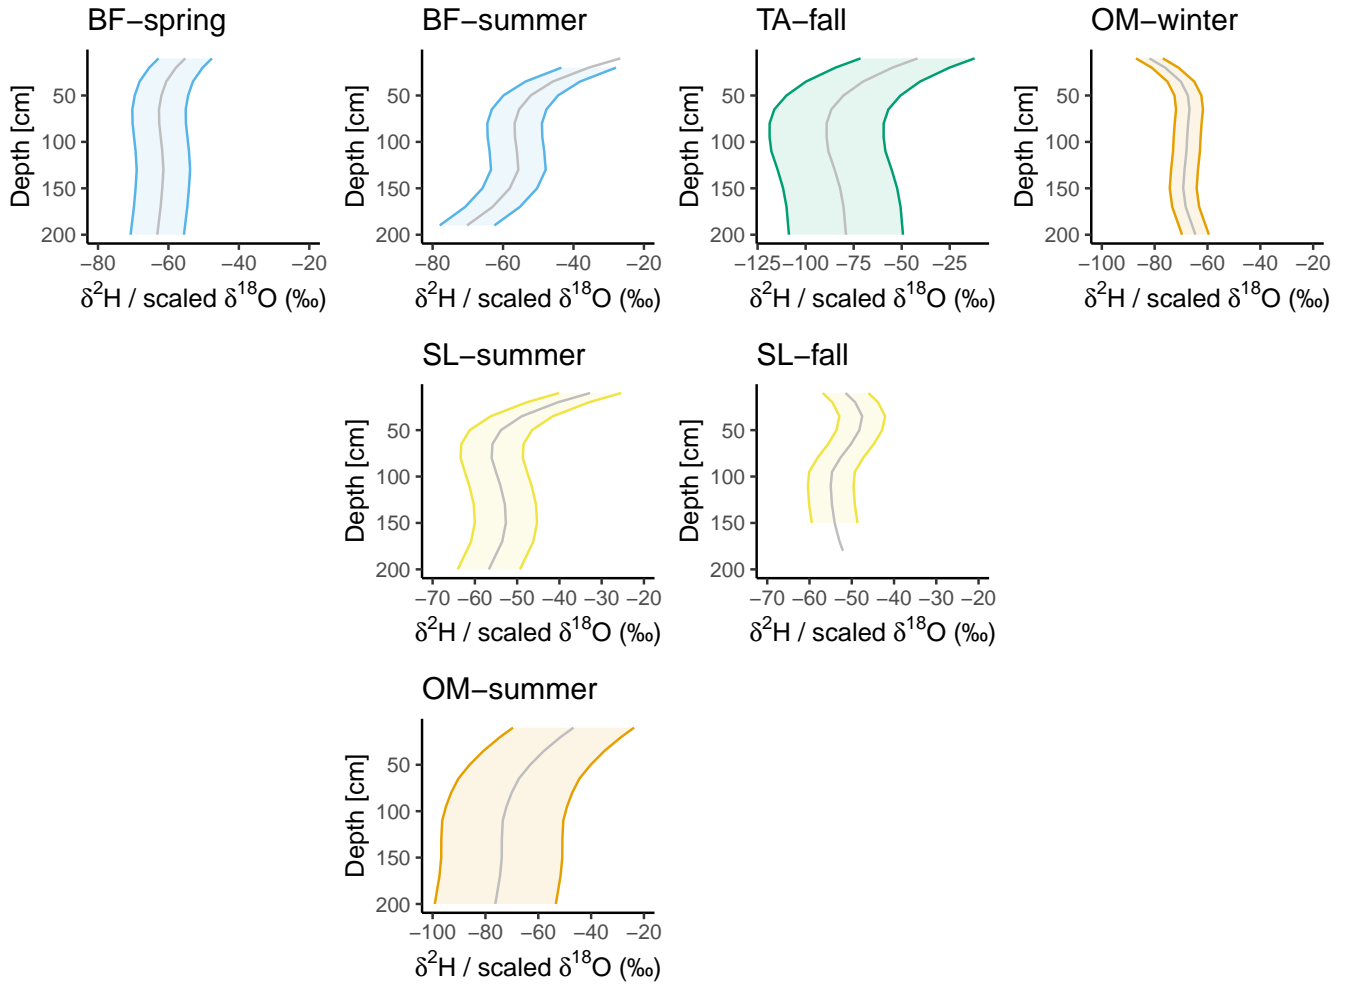 BF−spring
BF−summer
TA−fall
OM−winter
Depth [cm]
50
100
150
200
−80 −60 −40 −20
δ²H / scaled δ¹⁸O (‰)
Depth [cm]
50
100
150
200
−80 −60 −40 −20
δ²H / scaled δ¹⁸O (‰)
Depth [cm]
50
100
150
200
−125 −100 −75 −50 −25
δ²H / scaled δ¹⁸O (‰)
Depth [cm]
50
100
150
200
−100 −80 −60 −40 −20
δ²H / scaled δ¹⁸O (‰)
SL−summer
SL−fall
Depth [cm]
50
100
150
200
−70 −60 −50 −40 −30 −20
δ²H / scaled δ¹⁸O (‰)
Depth [cm]
50
100
150
200
−70 −60 −50 −40 −30 −20
δ²H / scaled δ¹⁸O (‰)
OM−summer
Depth [cm]
50
100
150
200
−100 −80 −60 −40 −20
δ²H / scaled δ¹⁸O (‰)